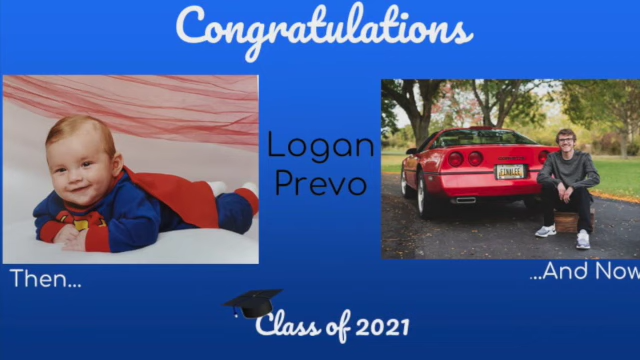 Congratulations
Logan
Prevo
Then...
...And Now
Class of 2021